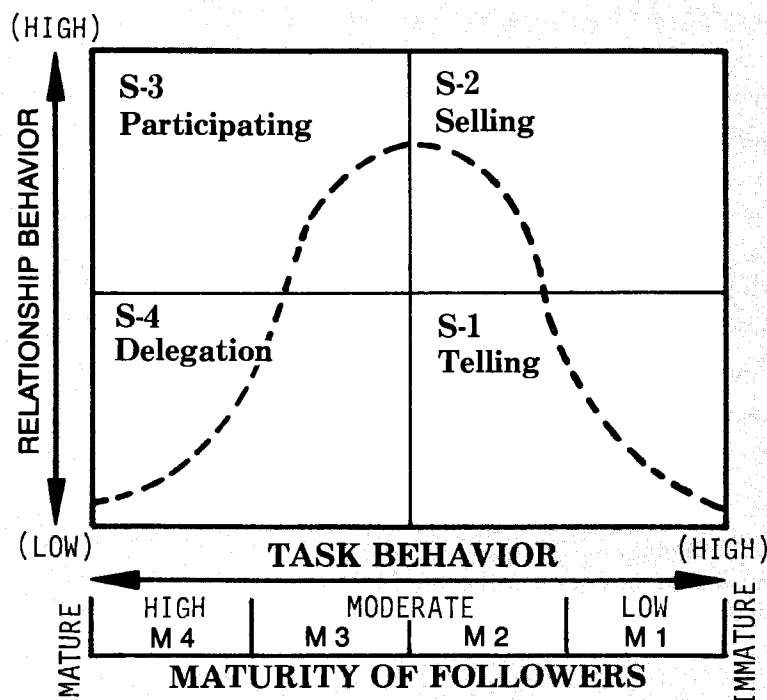 (HIGH)
S-3
Participating
S-2
Selling
RELATIONSHIP BEHAVIOR
S-4
Delegation
S-1
Telling
(LOW)
TASK BEHAVIOR
(HIGH)
MATURE
HIGH
MODERATE
LOW
IMMATURE
M 4
M 3
M 2
M 1
MATURITY OF FOLLOWERS